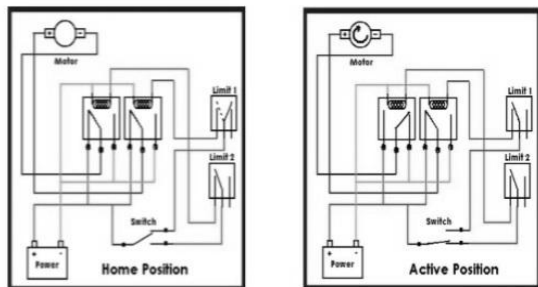 - +
Motor
Limit 1
Limit 2
Switch
+ -
Power
Home Position
- +
Motor
Limit 1
Limit 2
Switch
+ -
Power
Active Position